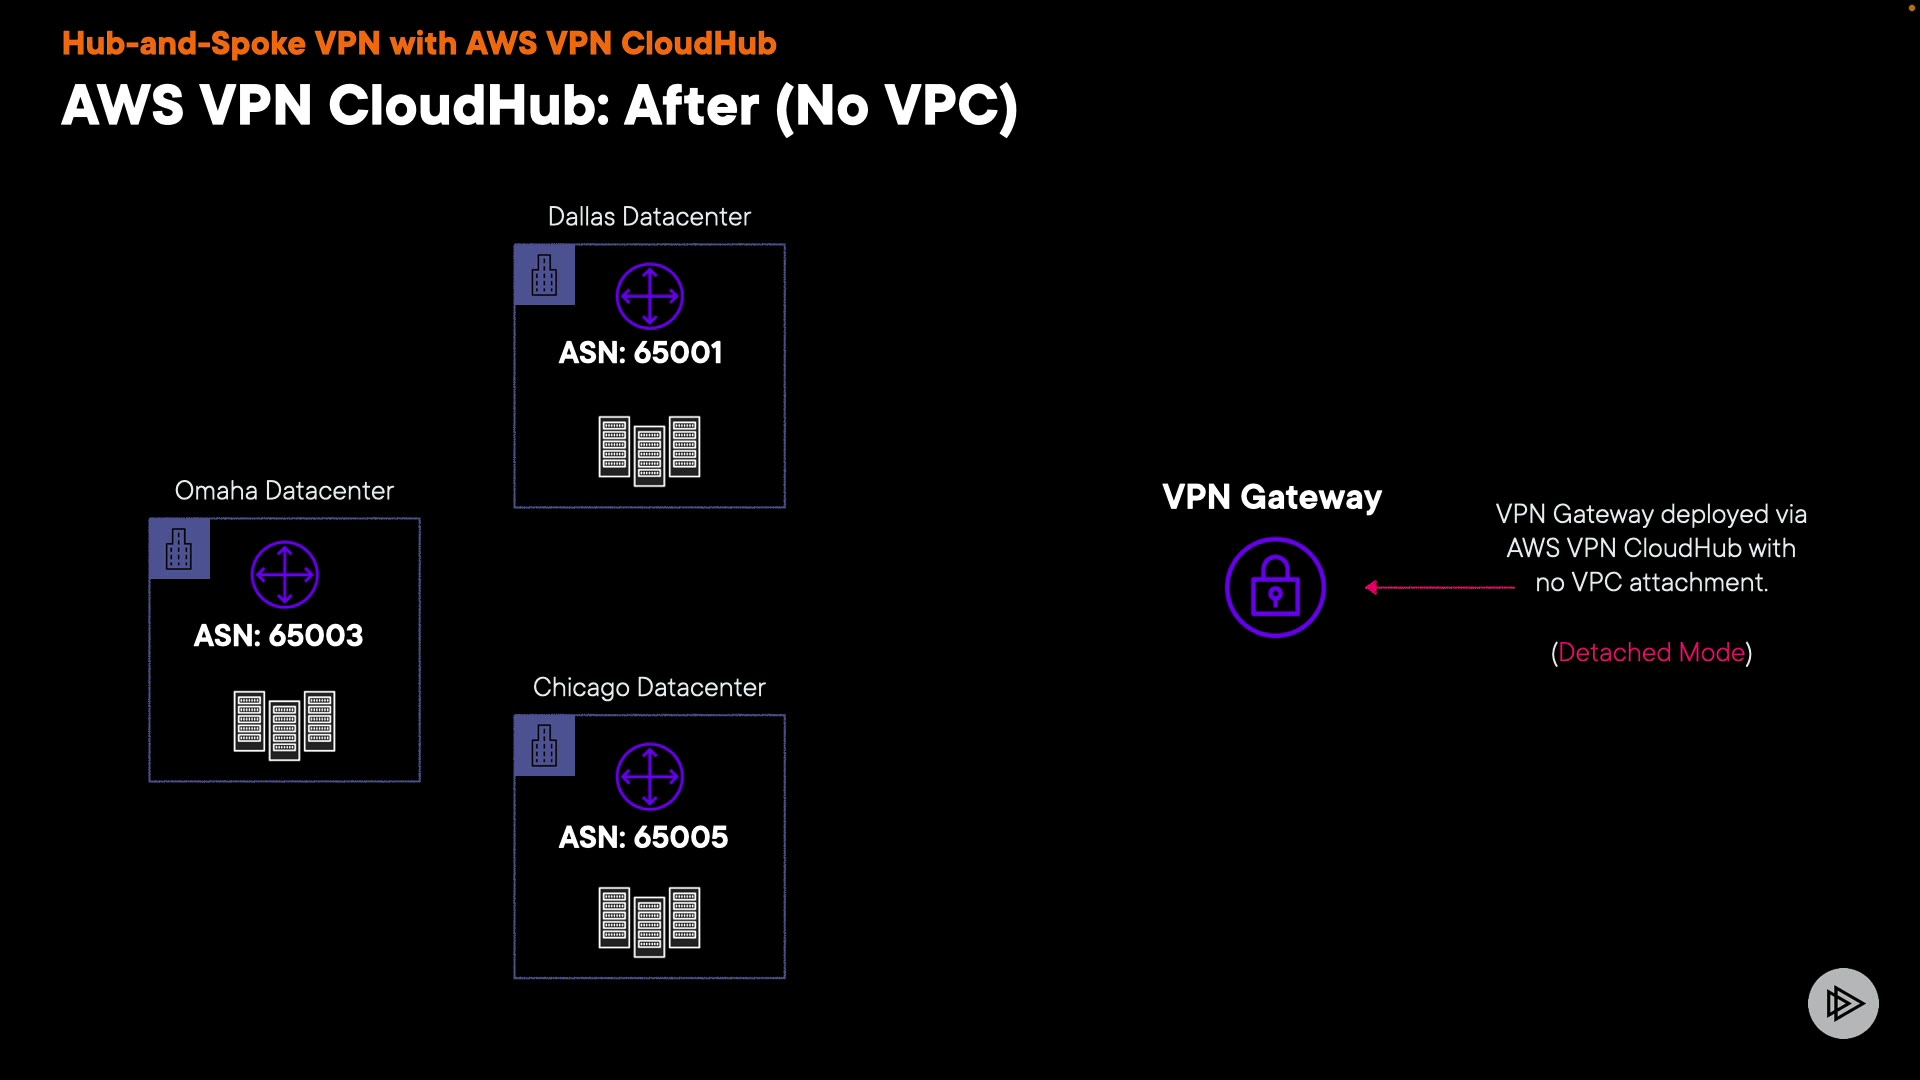 Hub-and-Spoke VPN with AWS VPN CloudHub
AWS VPN CloudHub: After (No VPC)
Dallas Datacenter
ASN: 65001
Omaha Datacenter
ASN: 65003
Chicago Datacenter
ASN: 65005
VPN Gateway
VPN Gateway deployed via
AWS VPN CloudHub with
no VPC attachment.
(Detached Mode)